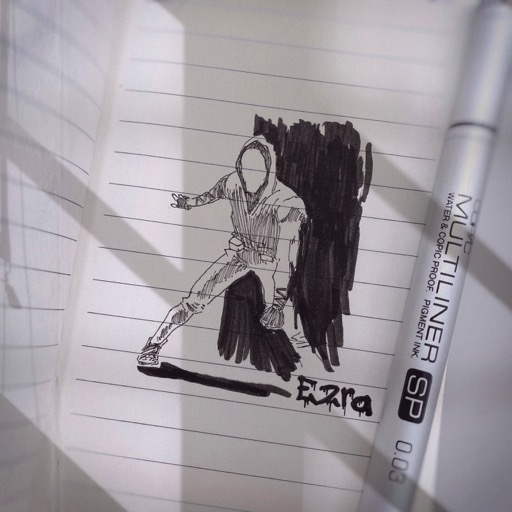 Ezra
MULTILINER SP 0.03
WATER & COPIC PROOF. PIGMENT INK